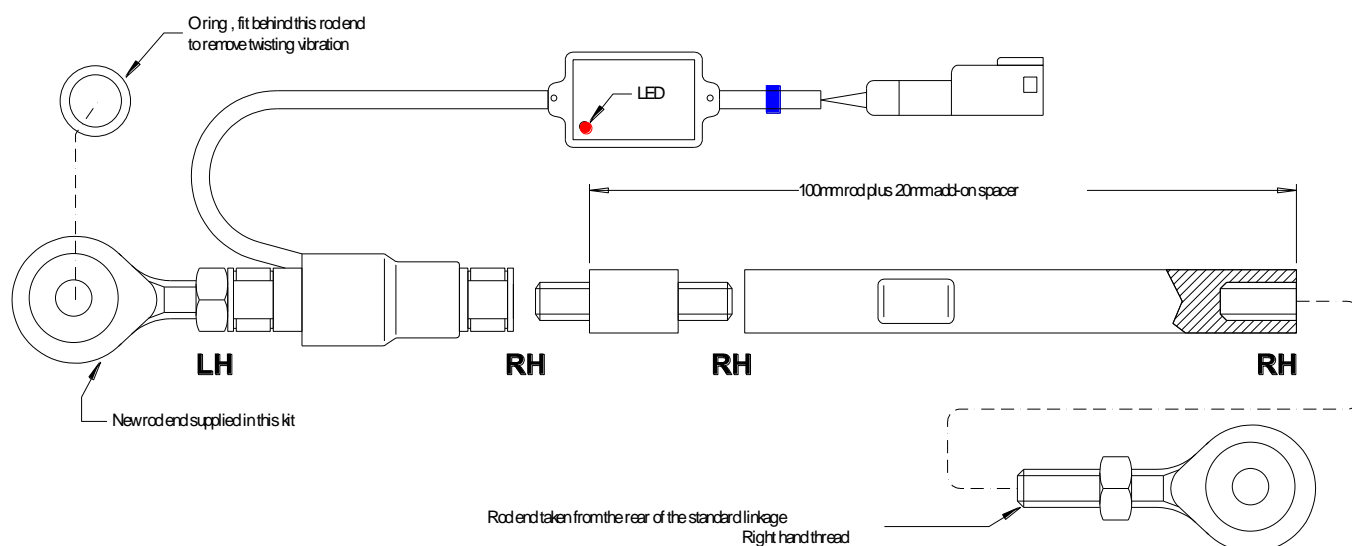 O ring , fit behind this rod end
to remove twisting vibration
LED
100mm rod plus 20mm add-on spacer
LH
RH
RH
RH
New rod end supplied in this kit
Rod end taken from the rear of the standard linkage
Right hand thread